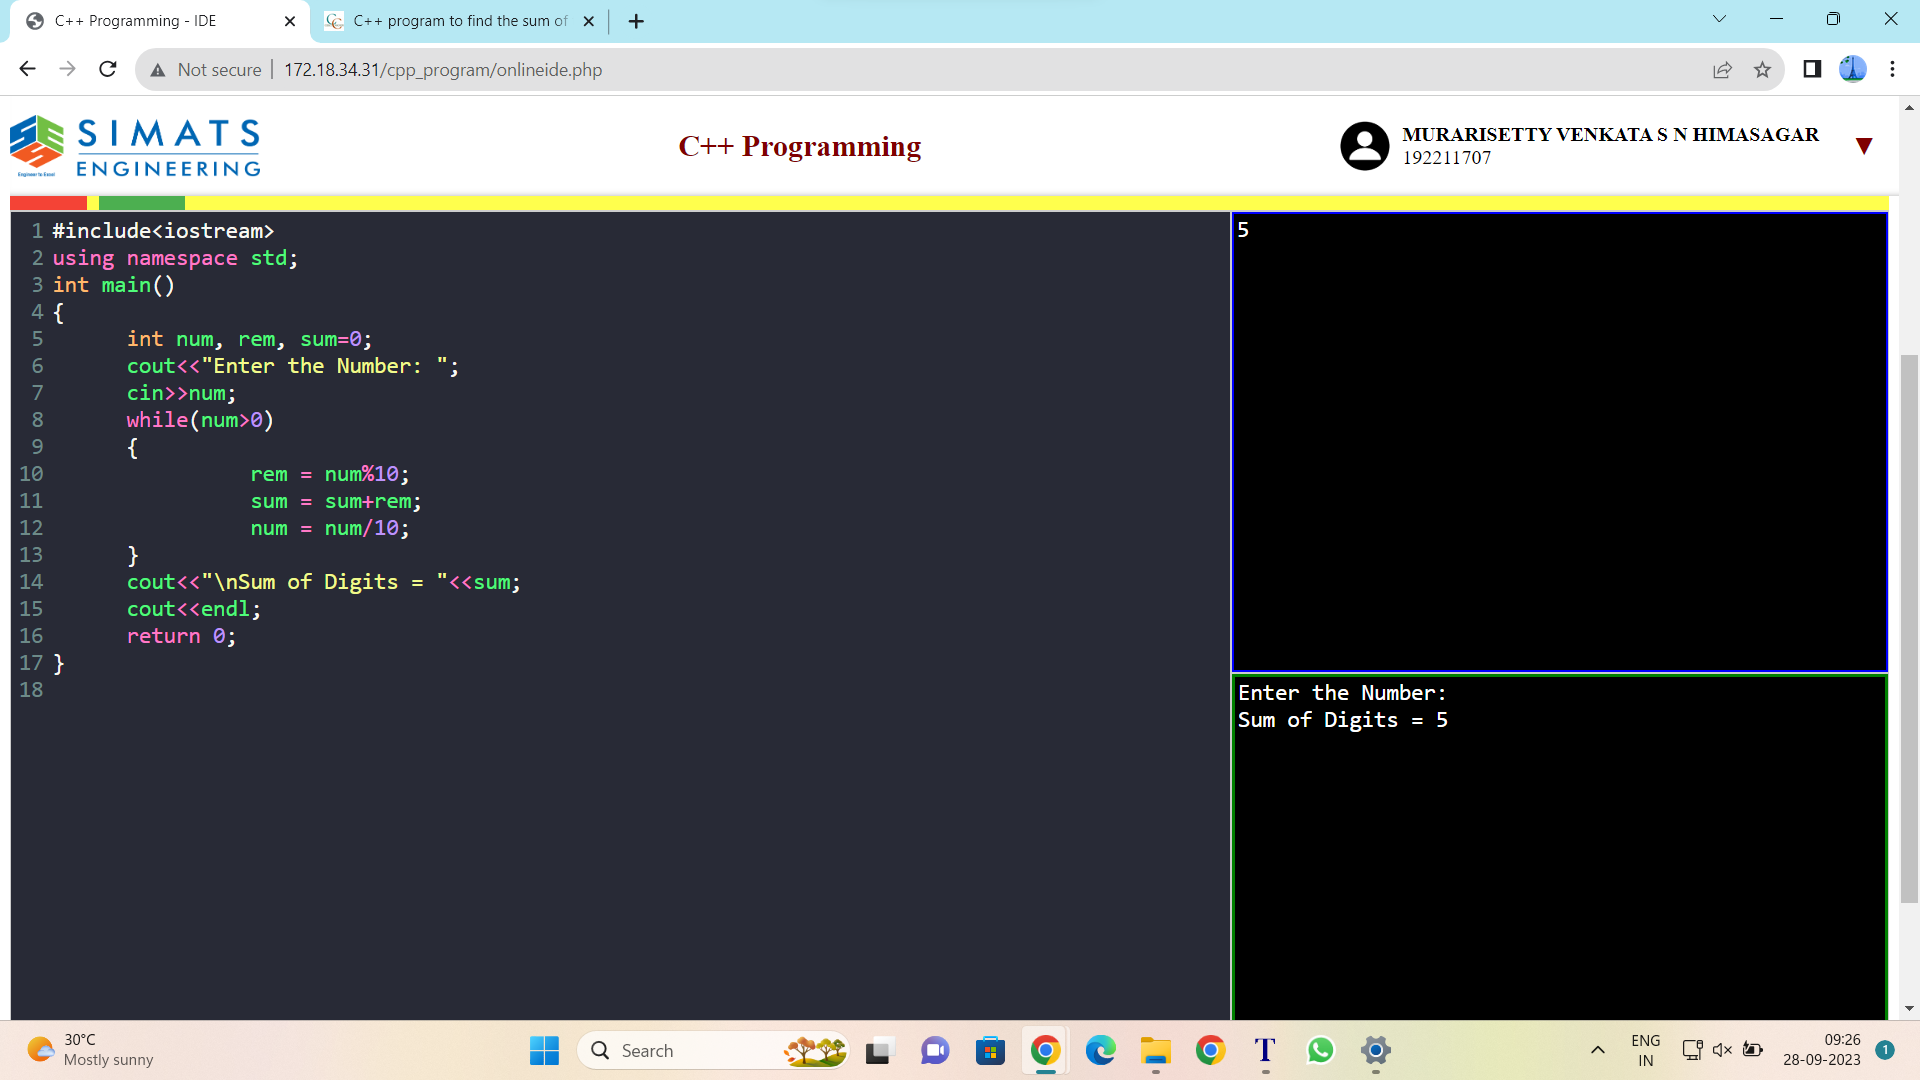 C++ Programming - IDE
C++ program to find the sum of
Not secure 172.18.34.31/cpp_program/onlineide.php
SIMATS
ENGINEERING
Engineer to Excel
C++ Programming
MURARISETTY VENKATA S N HIMASAGAR
192211707
1 #include<iostream>
2 using namespace std;
3 int main()
4 {
5 int num, rem, sum=0;
6 cout<<"Enter the Number: ";
7 cin>>num;
8 while(num>0)
9 {
10 rem = num%10;
11 sum = sum+rem;
12 num = num/10;
13 }
14 cout<<"\nSum of Digits = "<<sum;
15 cout<<endl;
16 return 0;
17 }
18
5
Enter the Number:
Sum of Digits = 5
30°C
Mostly sunny
Search
T
ENG
IN
09:26
28-09-2023
1